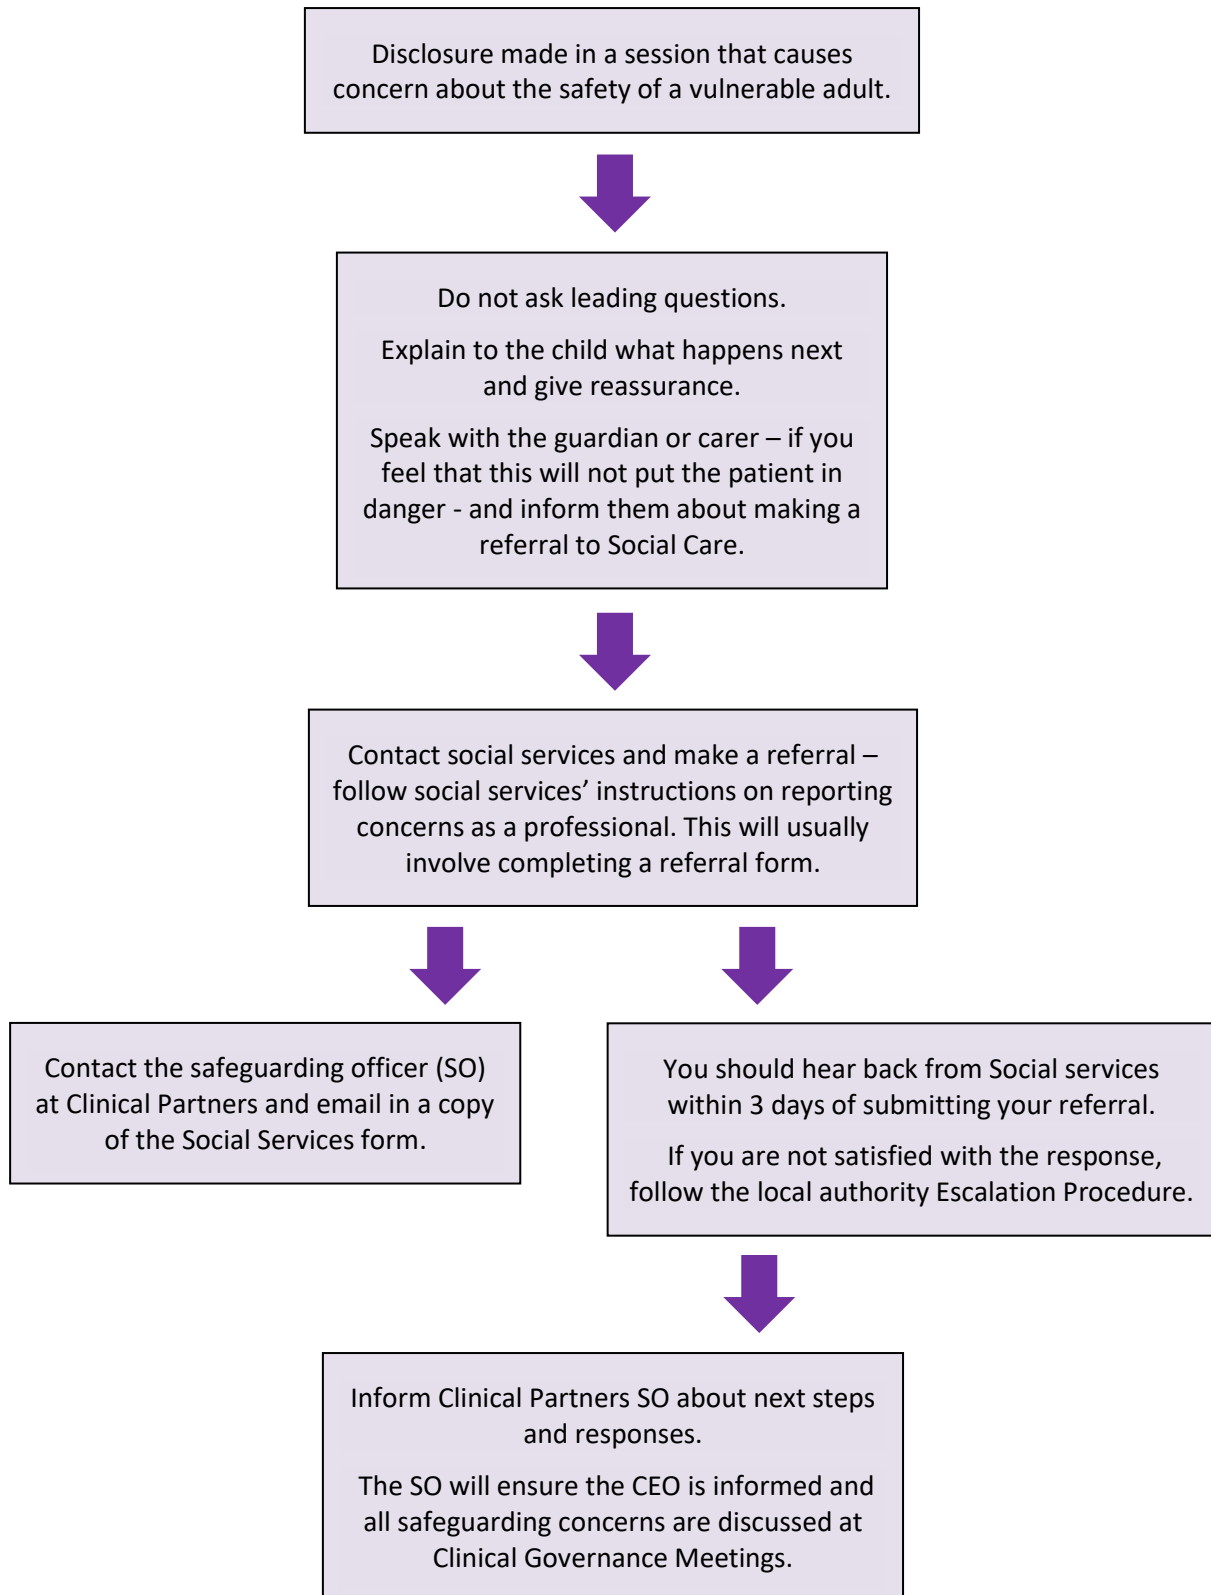 Disclosure made in a session that causes
concern about the safety of a vulnerable adult.
Do not ask leading questions.
Explain to the child what happens next
and give reassurance.
Speak with the guardian or carer – if you
feel that this will not put the patient in
danger - and inform them about making a
referral to Social Care.
Contact social services and make a referral –
follow social services’ instructions on reporting
concerns as a professional. This will usually
involve completing a referral form.
Contact the safeguarding officer (SO)
at Clinical Partners and email in a copy
of the Social Services form.
You should hear back from Social services
within 3 days of submitting your referral.
If you are not satisfied with the response,
follow the local authority Escalation Procedure.
Inform Clinical Partners SO about next steps
and responses.
The SO will ensure the CEO is informed and
all safeguarding concerns are discussed at
Clinical Governance Meetings.